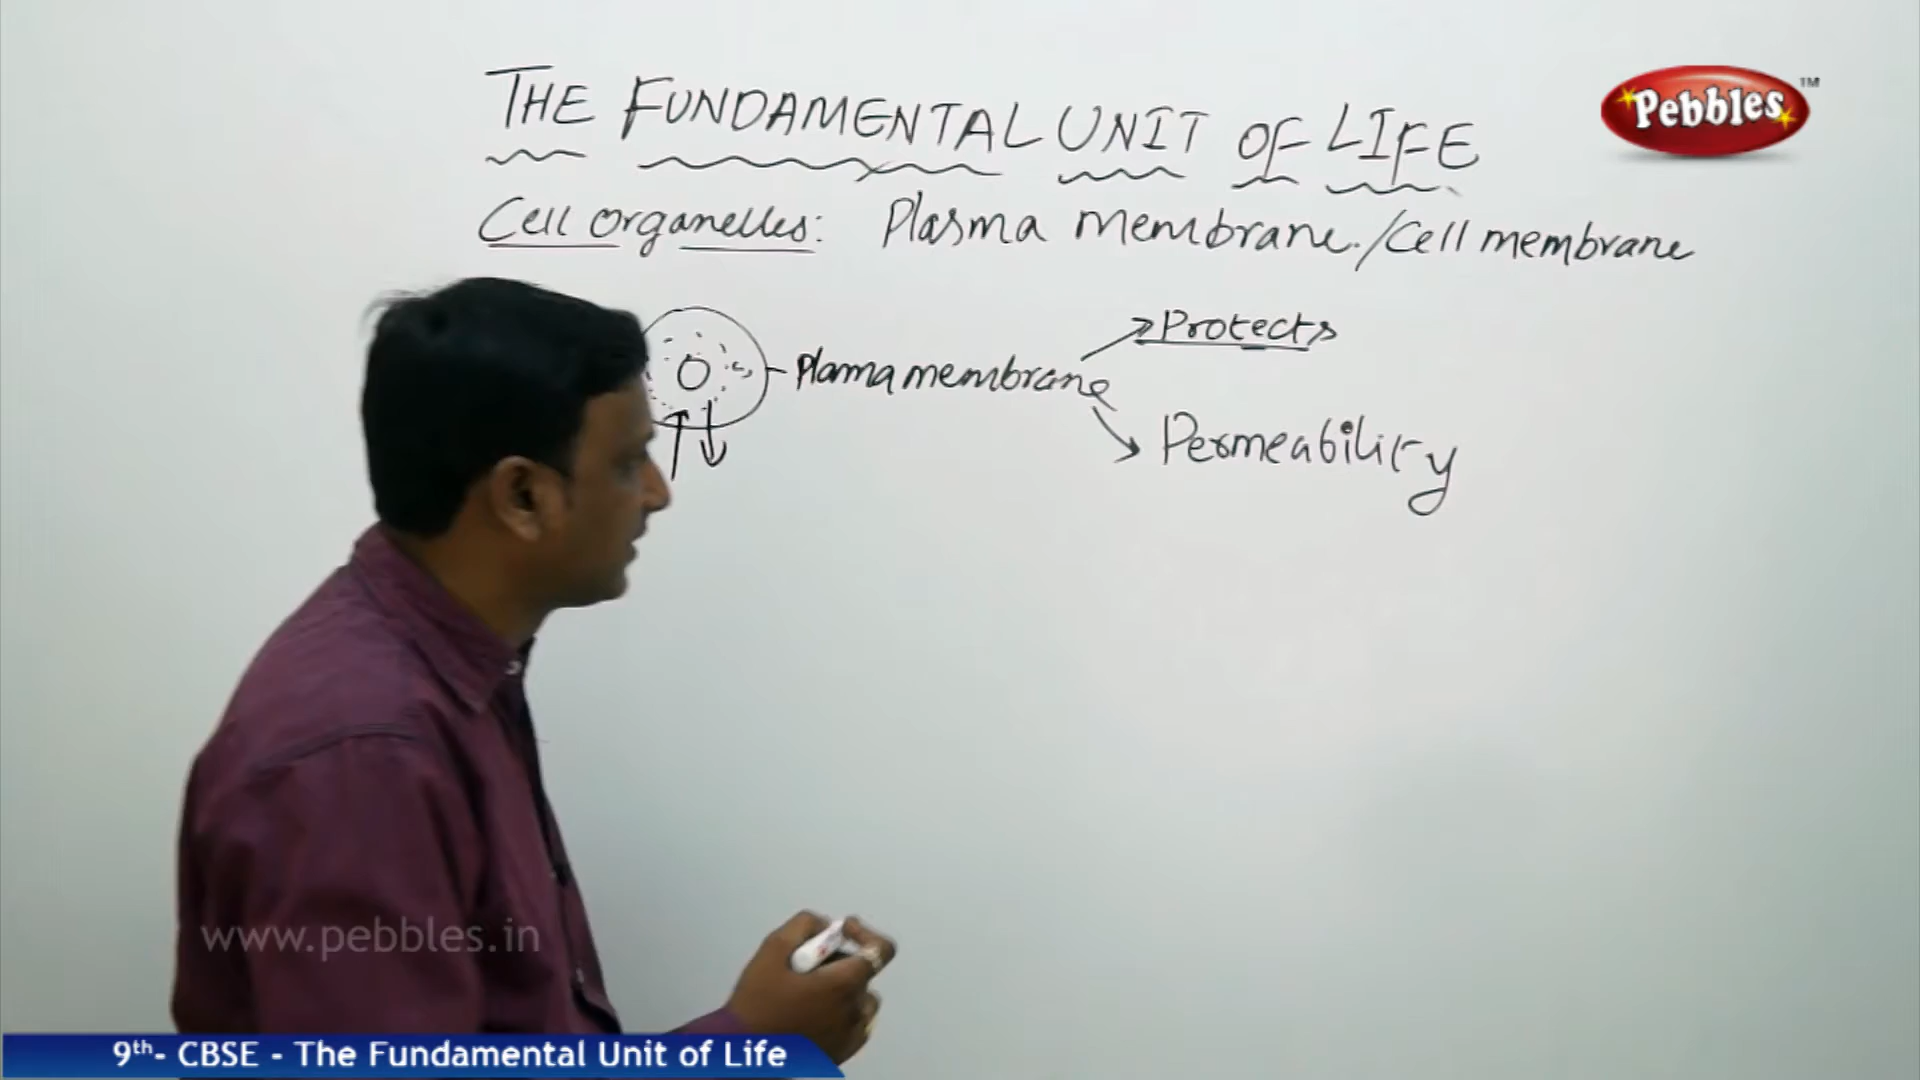 THE FUNDAMENTAL UNIT OF LIFE
Pebbles™
Cell organelles: Plasma membrane./Cell membrane
Protects
Plama membrane
Permeability
www.pebbles.in
9th- CBSE - The Fundamental Unit of Life